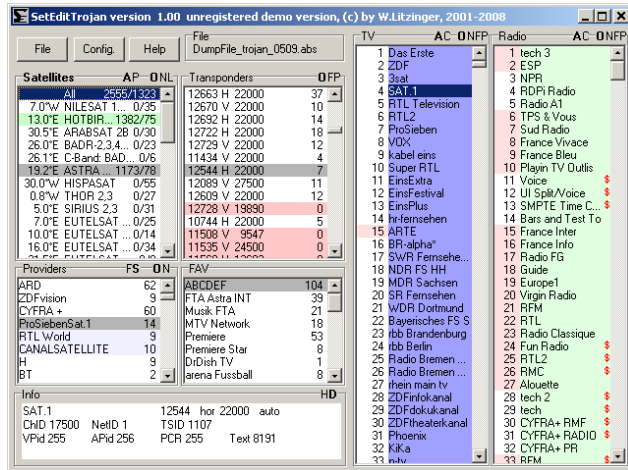 SetEditTrojan version 1.00 unregistered demo version, (c) by W.Litzinger, 2001-2008
File Config. Help
File
DumpFile_trojan_0509.abs
Satellites AP ONL
All 2555/1323
7.0°W NILESAT 1... 0/35
13.0°E HOTBIR... 1382/75
30.5°E ARABSAT 2B 0/30
26.0°E BADR-2,3,4... 0/23
26.1°E C-Band: BAD... 0/6
19.2°E ASTRA ... 1173/78
30.0°W HISPASAT 0/55
0.8°W THOR 2,3 0/27
5.0°E SIRIUS 2,3 0/31
7.0°E EUTELSAT ... 0/25
10.0°E EUTELSAT ... 0/14
16.0°E EUTELSAT ... 0/34
Transponders OFP
12663 H 22000 37
12670 V 22000 10
12692 H 22000 14
12722 H 22000 18
12729 V 22000 12
11434 V 22000 4
12544 H 22000 7
12089 V 27500 11
12609 V 22000 12
12728 V 19890 0
10744 H 22000 5
11508 V 9547 0
11535 V 24500 0
Providers FS ON
ARD 62
ZDFvision 9
CYFRA + 60
ProSiebenSat.1 14
RTL World 9
CANALSATELLITE 10
H 9
BT 2
FAV
ABCDEF 104
FTA Astra INT 39
Musik FTA 21
MTV Network 18
Premiere 53
Premiere Star 8
DrDish TV 1
arena Fussball 8
Info HD
SAT.1 12544 hor 22000 auto
ChID 17500 NetID 1 TSID 1107
VPid 255 APid 256 PCR 255 Text 8191
TV AC ONFP
1 Das Erste
2 ZDF
3 3sat
4 SAT.1
5 RTL Television
6 RTL2
7 ProSieben
8 VOX
9 kabel eins
10 Super RTL
11 EinsExtra
12 EinsFestival
13 EinsPlus
14 hr-fernsehen
15 ARTE
16 BR-alpha*
17 SWR Fernsehe...
18 NDR FS HH
19 MDR Sachsen
20 SR Fernsehen
21 WDR Dortmund
22 Bayerisches FS S
23 rbb Brandenburg
24 rbb Berlin
25 Radio Bremen ...
26 Radio Bremen ...
27 rhein main tv
28 ZDFinfokanal
29 ZDFdokukanal
30 ZDFtheaterkanal
31 Phoenix
32 KiKa
33 n-tv
Radio AC ONFP
1 tech 3
2 ESP
3 NPR
4 RDPi Radio
5 Radio A1
6 TPS & Vous
7 Sud Radio
8 France Vivace
9 France Bleu
10 Playin TV Outlis
11 Voice $
12 UI Split/Voice $
13 SMPTE Time C... $
14 Bars and Test To
15 France Inter
16 France Info
17 Radio FG
18 Guide
19 Europe1
20 Virgin Radio
21 RFM
22 RTL
23 Radio Classique
24 Fun Radio $
25 RTL2 $
26 RMC $
27 Alouette
28 tech 2 $
29 tech $
30 CYFRA+ RMF $
31 CYFRA+ RADIO $
32 CYFRA+ PR $
33 RFM $